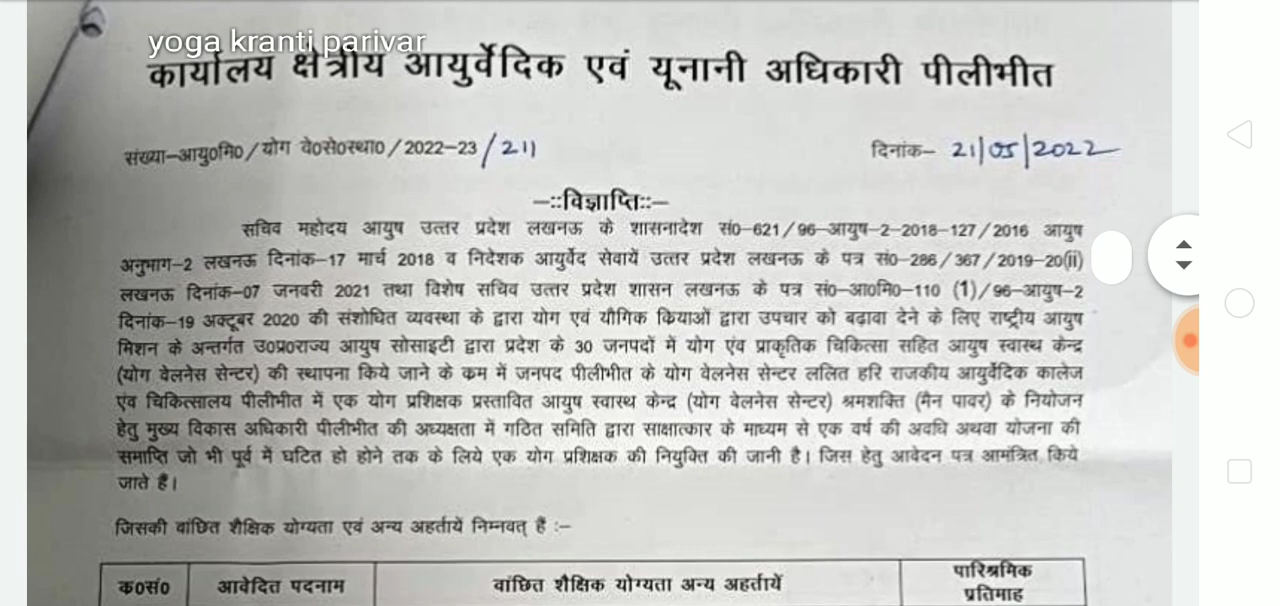 yoga kranti parivar
कार्यालय क्षेत्रीय आयुर्वेदिक एवं यूनानी अधिकारी पीलीभीत
संख्या–आयु0मि0/योग वे0से0स्था0/2022–23/211 दिनांक– 21/05/2022
–::विज्ञाप्ति::–
सचिव महोदय आयुष उत्तर प्रदेश लखनऊ के शासनादेश सं0–621/96–आयुष–2–2018–127/2016 आयुष
अनुभाग–2 लखनऊ दिनांक–17 मार्च 2018 व निदेशक आयुर्वेद सेवायें उत्तर प्रदेश लखनऊ के पत्र सं0–286/367/2019–20(ii)
लखनऊ दिनांक–07 जनवरी 2021 तथा विशेष सचिव उत्तर प्रदेश शासन लखनऊ के पत्र सं0–आ0मि0–110 (1)/96–आयुष–2
दिनांक–19 अक्टूबर 2020 की संशोधित व्यवस्था के द्वारा योग एवं यौगिक कियाओं द्वारा उपचार को बढ़ावा देने के लिए राष्ट्रीय आयुष
मिशन के अन्तर्गत उ0प्र0राज्य आयुष सोसाइटी द्वारा प्रदेश के 30 जनपदों में योग एंव प्राकृतिक चिकित्सा सहित आयुष स्वास्थ केन्द्र
(योग वेलनेस सेन्टर) की स्थापना किये जाने के कम में जनपद पीलीभीत के योग वेलनेस सेन्टर ललित हरि राजकीय आयुर्वेदिक कालेज
एंव चिकित्सालय पीलीभीत में एक योग प्रशिक्षक प्रस्तावित आयुष स्वास्थ केन्द्र (योग वेलनेस सेन्टर) श्रमशक्ति (मैन पावर) के नियोजन
हेतु मुख्य विकास अधिकारी पीलीभीत की अध्यक्षता में गठित समिति द्वारा साक्षात्कार के माध्यम से एक वर्ष की अवधि अथवा योजना की
समाप्ति जो भी पूर्व में घटित हो होने तक के लिये एक योग प्रशिक्षक की नियुक्ति की जानी है। जिस हेतु आवेदन पत्र आमंत्रित किये
जाते हैं।
जिसकी वांछित शैक्षिक योग्यता एवं अन्य अहर्तायें निम्नवत् हैं :–
क0सं0 आवेदित पदनाम वांछित शैक्षिक योग्यता अन्य अहर्तायें पारिश्रमिक
प्रतिमाह